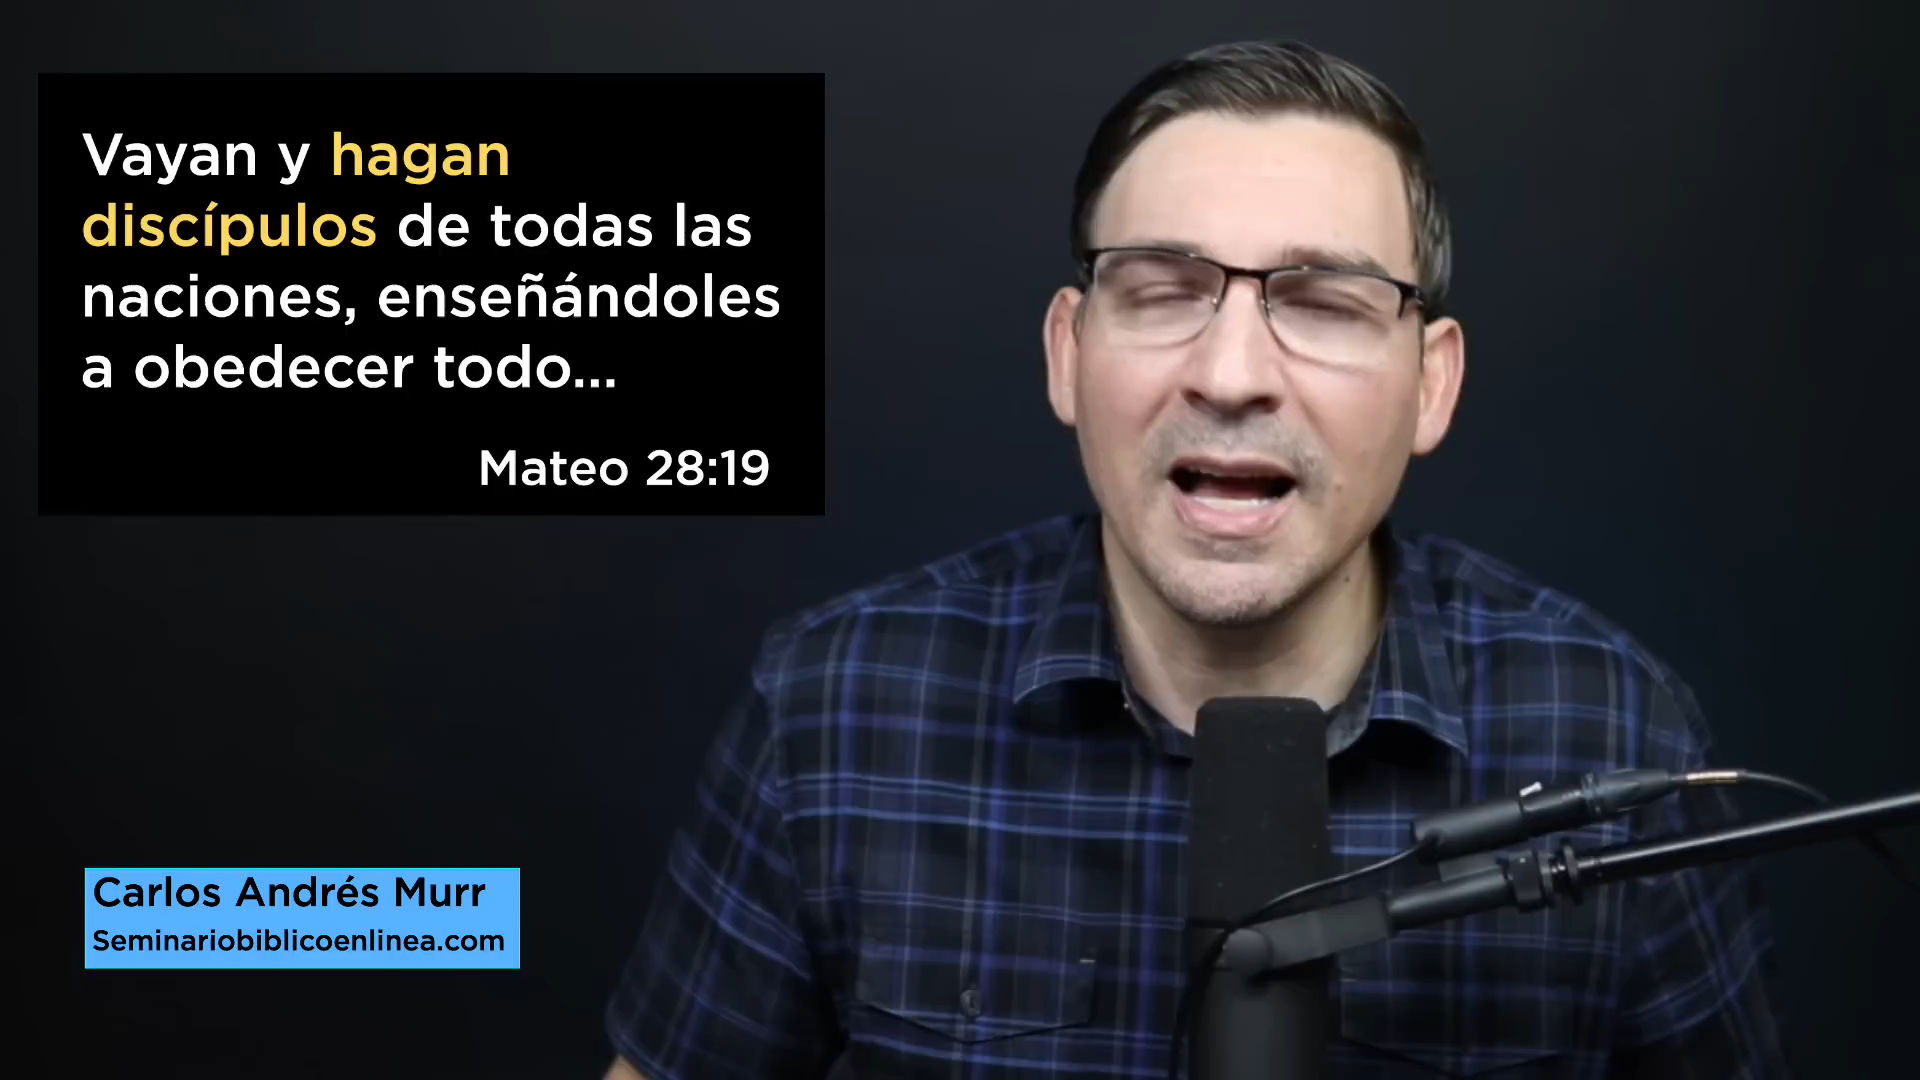 Vayan y hagan
discípulos de todas las
naciones, enseñándoles
a obedecer todo...
Mateo 28:19
Carlos Andrés Murr
Seminariobiblicoenlinea.com